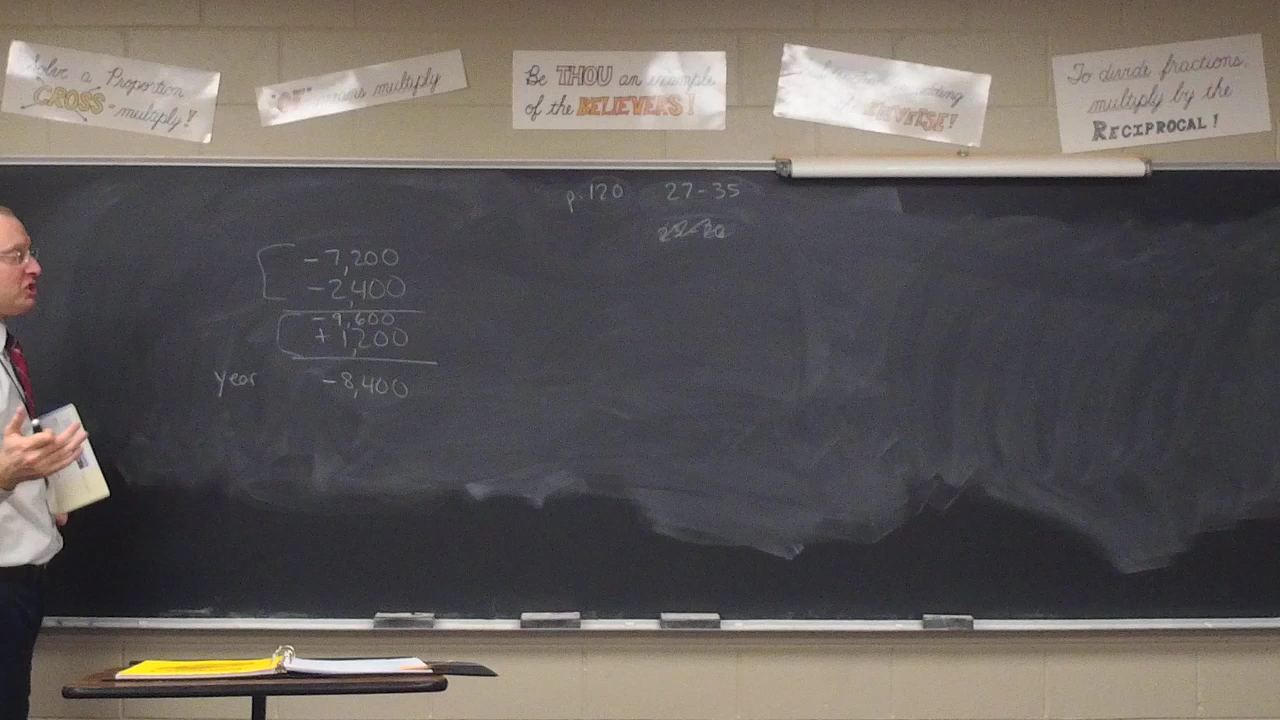 Solve a Proportion
CROSS-multiply!
"OF" means multiply
Be THOU an example
of the BELIEVERS!
REVERSE!
To divide fractions,
multiply by the
RECIPROCAL!
p. 120 27-35
-7,200
-2,400
-9,600
+1,200
year -8,400